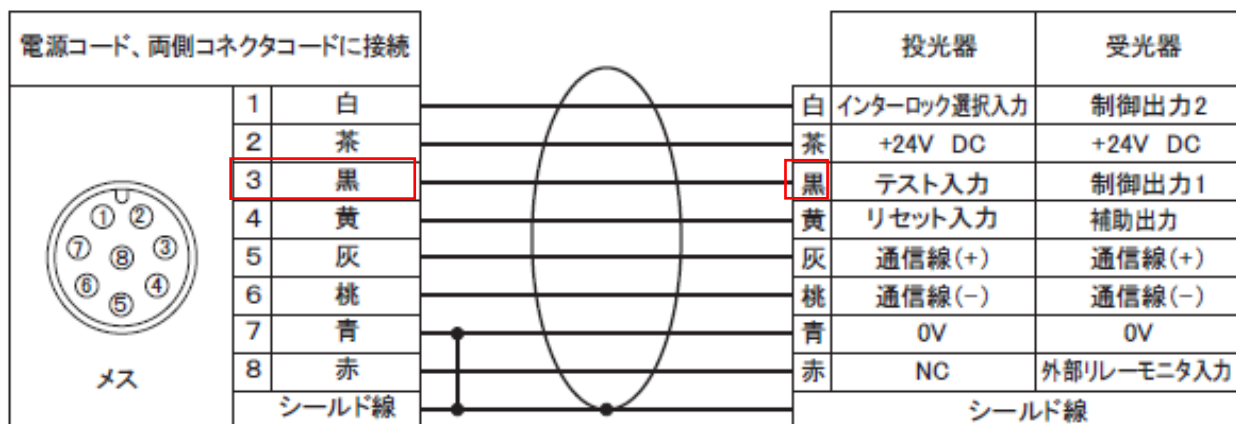 電源コード、両側コネクタコードに接続
投光器 受光器
1 白 白 インターロック選択入力 制御出力2
2 茶 茶 +24V DC +24V DC
3 黒 黒 テスト入力 制御出力1
4 黄 黄 リセット入力 補助出力
5 灰 灰 通信線(+) 通信線(+)
6 桃 桃 通信線(-) 通信線(-)
7 青 青 0V 0V
8 赤 赤 NC 外部リレーモニタ入力
シールド線 シールド線
① ②
⑦ ⑧ ③
⑥ ④
⑤
メス